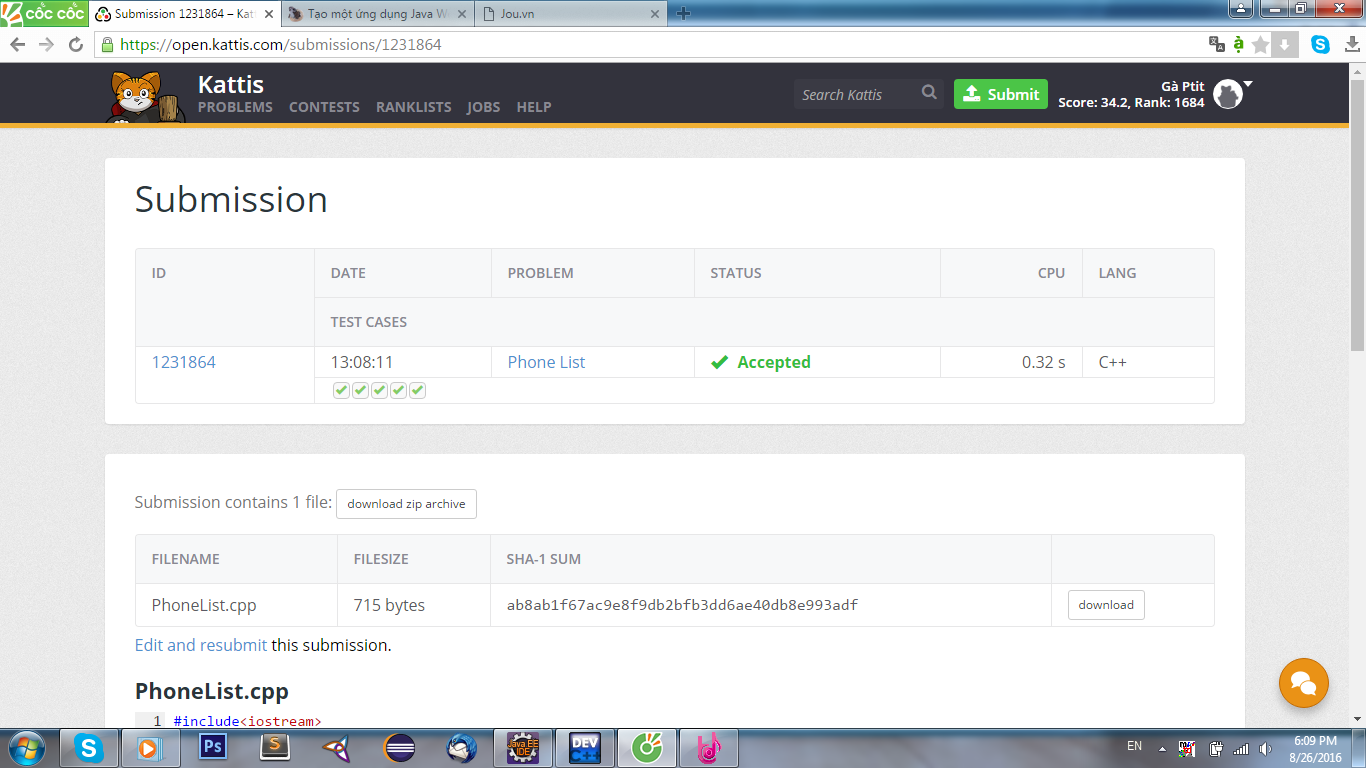 cốc cốc
Submission 1231864 – Kat
Tạo một ứng dụng Java W
Jou.vn
https://open.kattis.com/submissions/1231864
Kattis
PROBLEMS CONTESTS RANKLISTS JOBS HELP
Search Kattis
Submit
Gà Ptit
Score: 34.2, Rank: 1684
Submission
ID DATE PROBLEM STATUS CPU LANG
TEST CASES
1231864 13:08:11 Phone List Accepted 0.32 s C++
Submission contains 1 file: download zip archive
FILENAME FILESIZE SHA-1 SUM
PhoneList.cpp 715 bytes ab8ab1f67ac9e8f9db2bfb3dd6ae40db8e993adf download
Edit and resubmit this submission.
PhoneList.cpp
1 #include<iostream>
Ps
S
Java EE
IDE
DEV
C++
EN
6:09 PM
8/26/2016